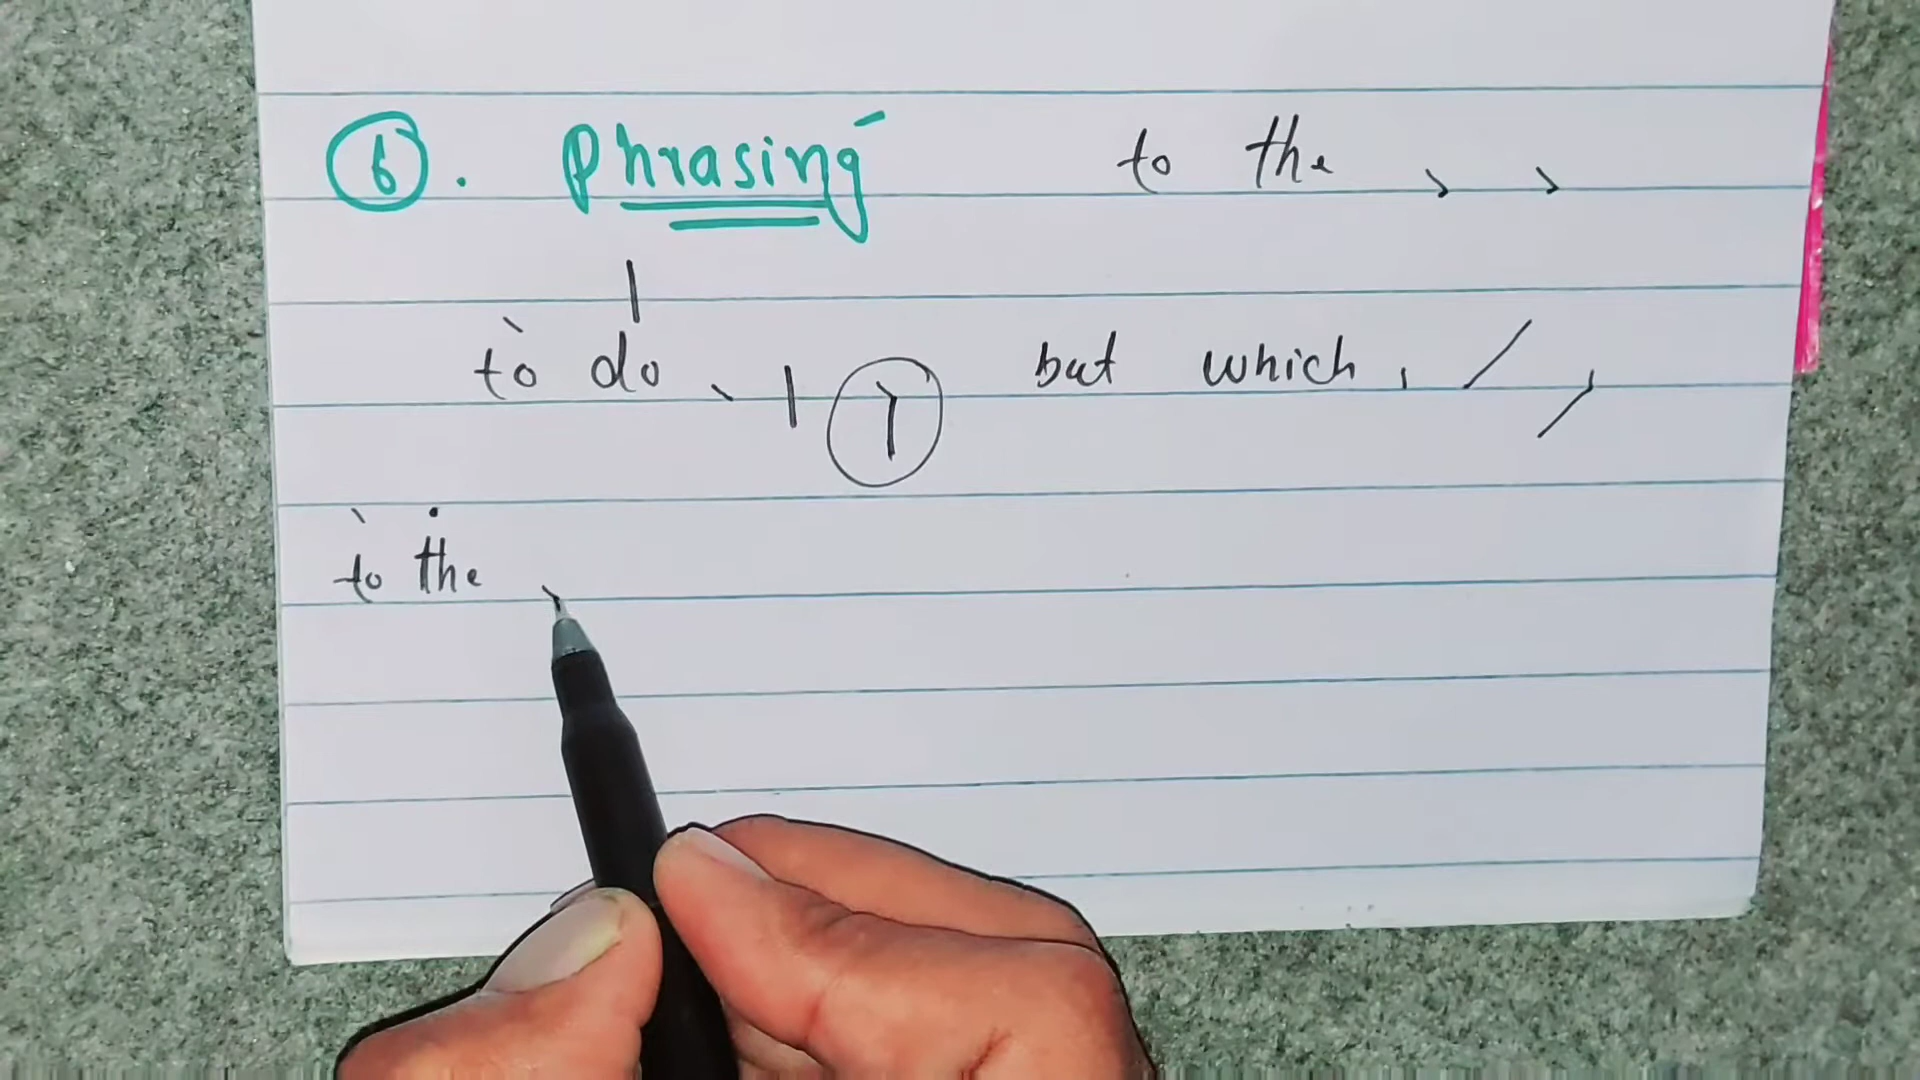 6. Phrasing to the
to do but which,
to the